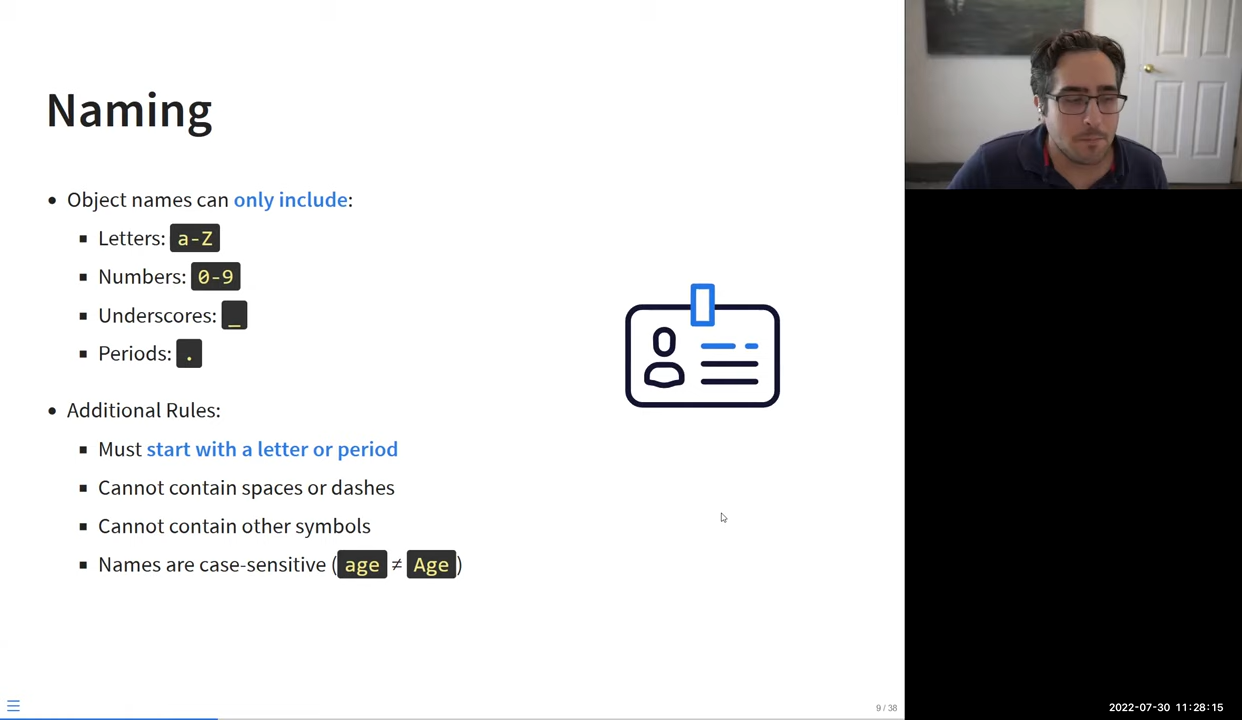 Naming
• Object names can only include:
▪ Letters: a-Z
▪ Numbers: 0-9
▪ Underscores: _
▪ Periods: .
• Additional Rules:
▪ Must start with a letter or period
▪ Cannot contain spaces or dashes
▪ Cannot contain other symbols
▪ Names are case-sensitive (age ≠ Age)
9 / 38
2022-07-30 11:28:15